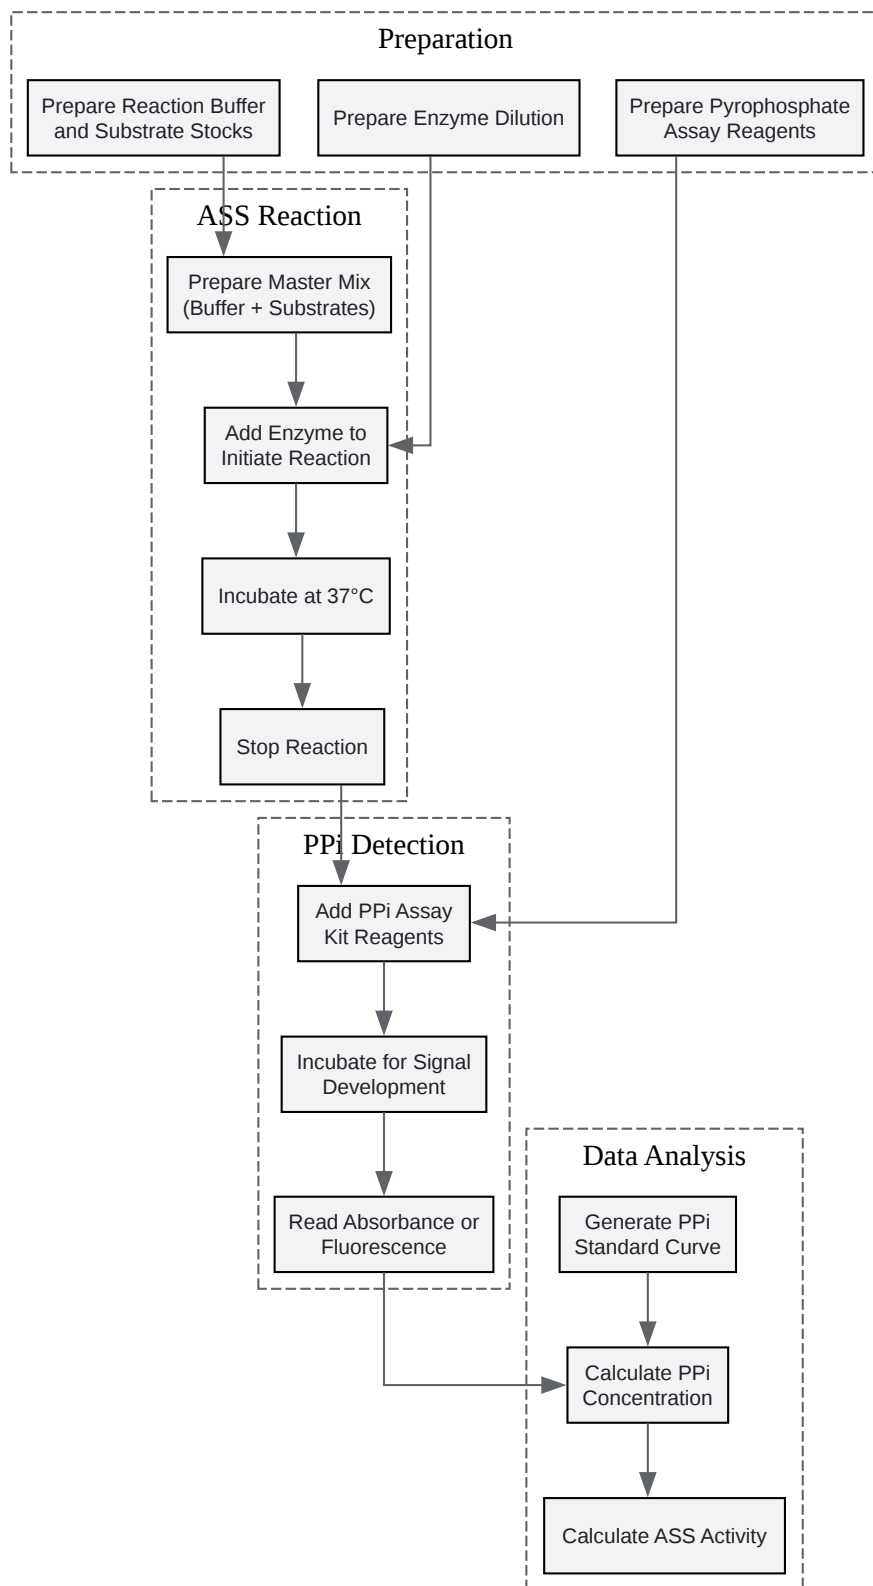 Preparation
Prepare Reaction Buffer
and Substrate Stocks
Prepare Enzyme Dilution
Prepare Pyrophosphate
Assay Reagents
ASS Reaction
Prepare Master Mix
(Buffer + Substrates)
Add Enzyme to
Initiate Reaction
Incubate at 37°C
Stop Reaction
PPi Detection
Add PPi Assay
Kit Reagents
Incubate for Signal
Development
Read Absorbance or
Fluorescence
Data Analysis
Generate PPi
Standard Curve
Calculate PPi
Concentration
Calculate ASS Activity